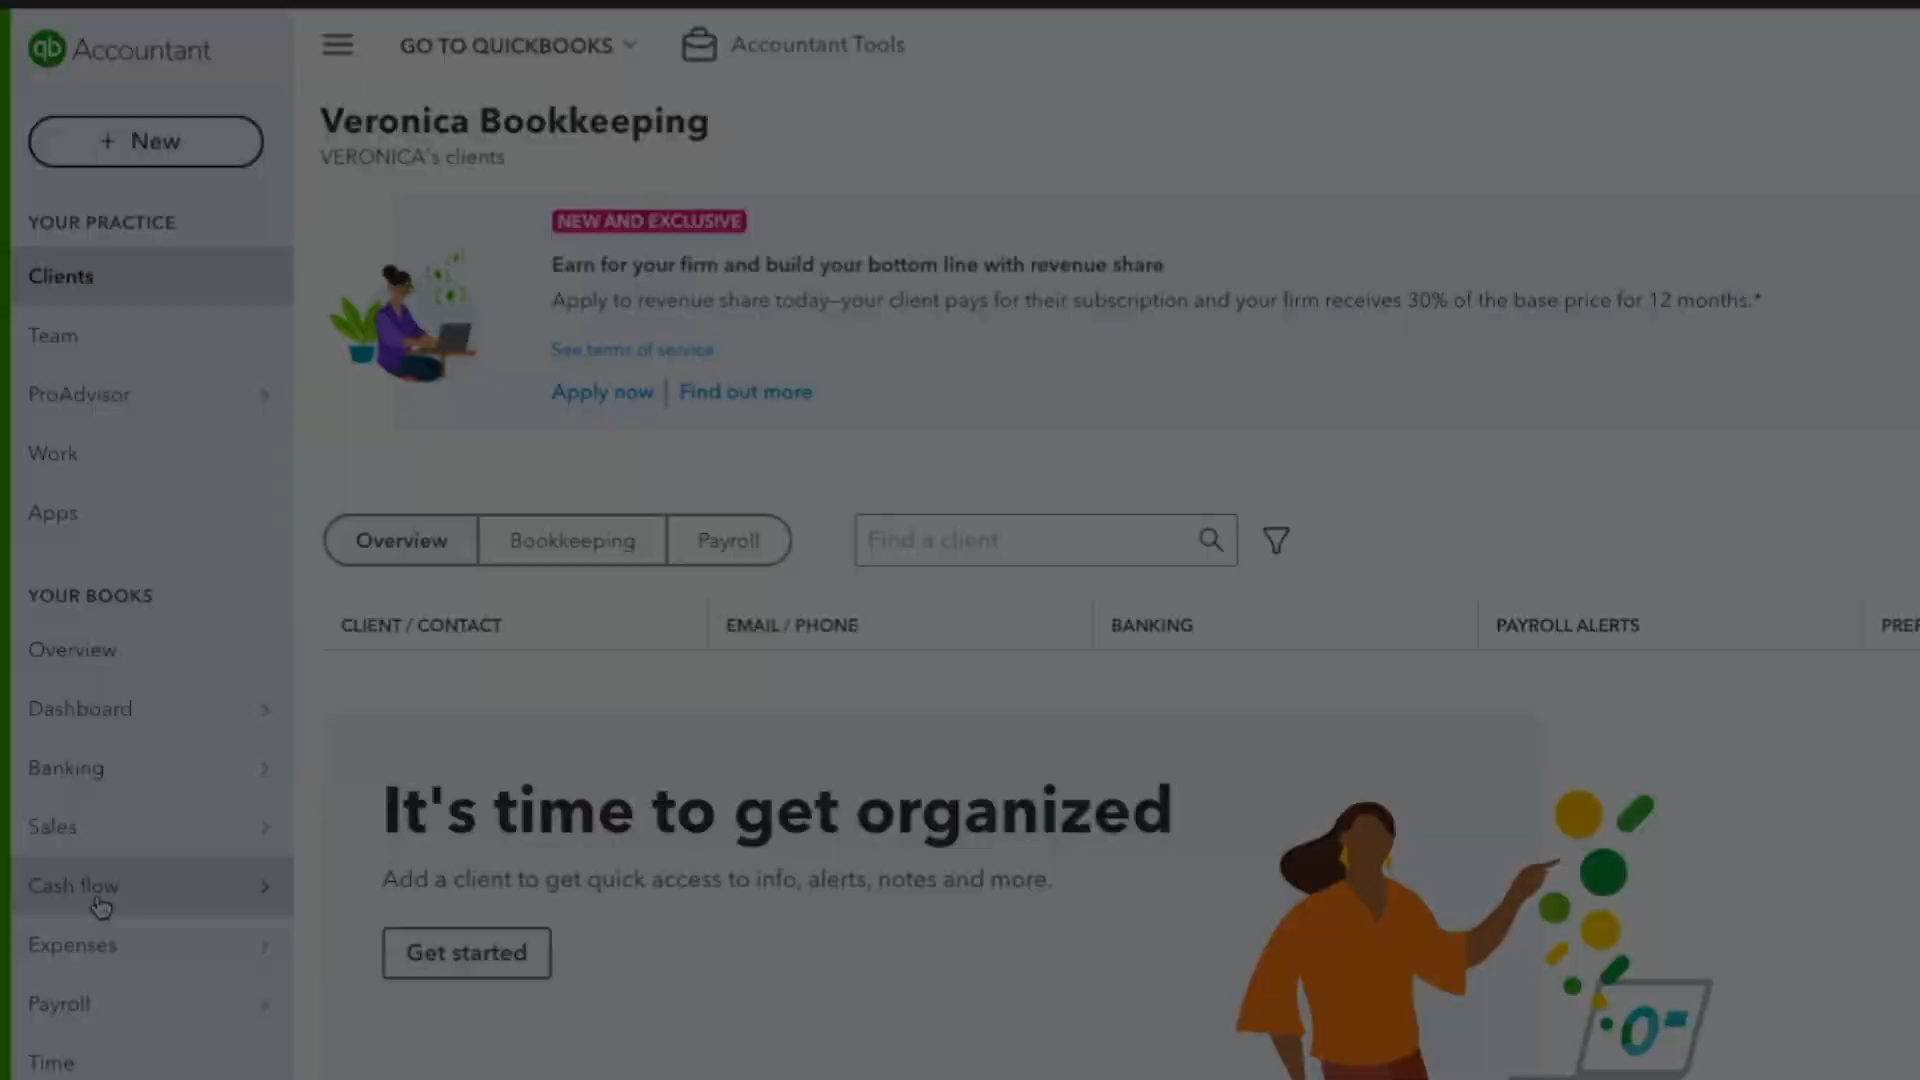 qb Accountant
+ New
YOUR PRACTICE
Clients
Team
ProAdvisor
Work
Apps
YOUR BOOKS
Overview
Dashboard
Banking
Sales
Cash flow
Expenses
Payroll
Time
GO TO QUICKBOOKS
Accountant Tools
Veronica Bookkeeping
VERONICA's clients
NEW AND EXCLUSIVE
Earn for your firm and build your bottom line with revenue share
Apply to revenue share today—your client pays for their subscription and your firm receives 30% of the base price for 12 months.*
See terms of service
Apply now | Find out more
Overview
Bookkeeping
Payroll
Find a client
CLIENT / CONTACT
EMAIL / PHONE
BANKING
PAYROLL ALERTS
It's time to get organized
Add a client to get quick access to info, alerts, notes and more.
Get started